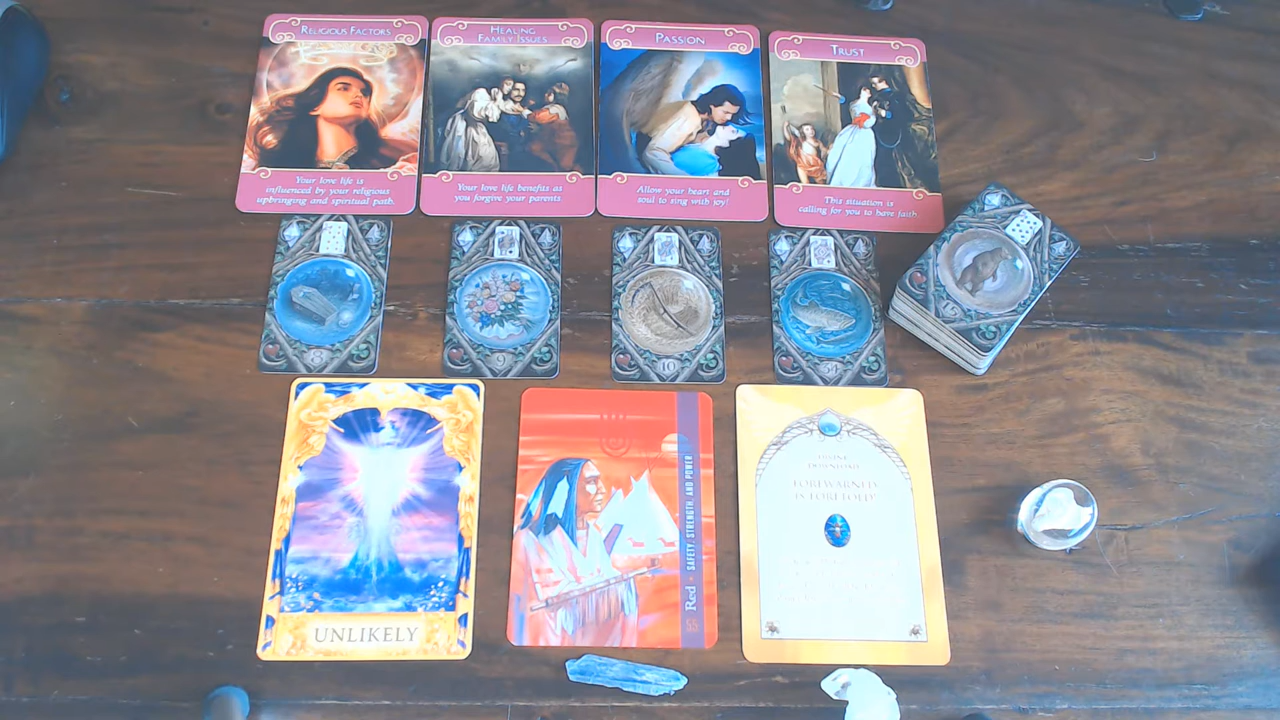 RELIGIOUS FACTORS
Your love life is
influenced by your religious
upbringing and spiritual path.
HEALING
FAMILY ISSUES
Your love life benefits as
you forgive your parents
PASSION
Allow your heart and
soul to sing with joy!
TRUST
This situation is
calling for you to have faith.
8
9
10
34
UNLIKELY
55 Red • SAFETY, STRENGTH, AND POWER
DOWNLOAD
FOREWARNED
IS FORETOLD!